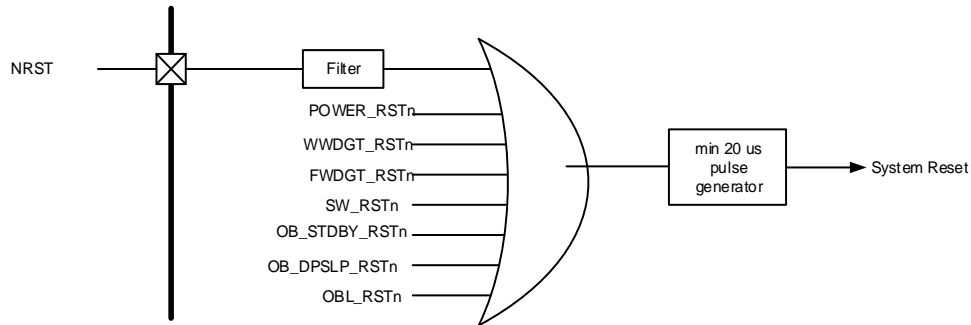 NRST
Filter
POWER_RSTn
WWDGT_RSTn
FWDGT_RSTn
SW_RSTn
OB_STDBY_RSTn
OB_DPSLP_RSTn
OBL_RSTn
min 20 us
pulse
generator
System Reset